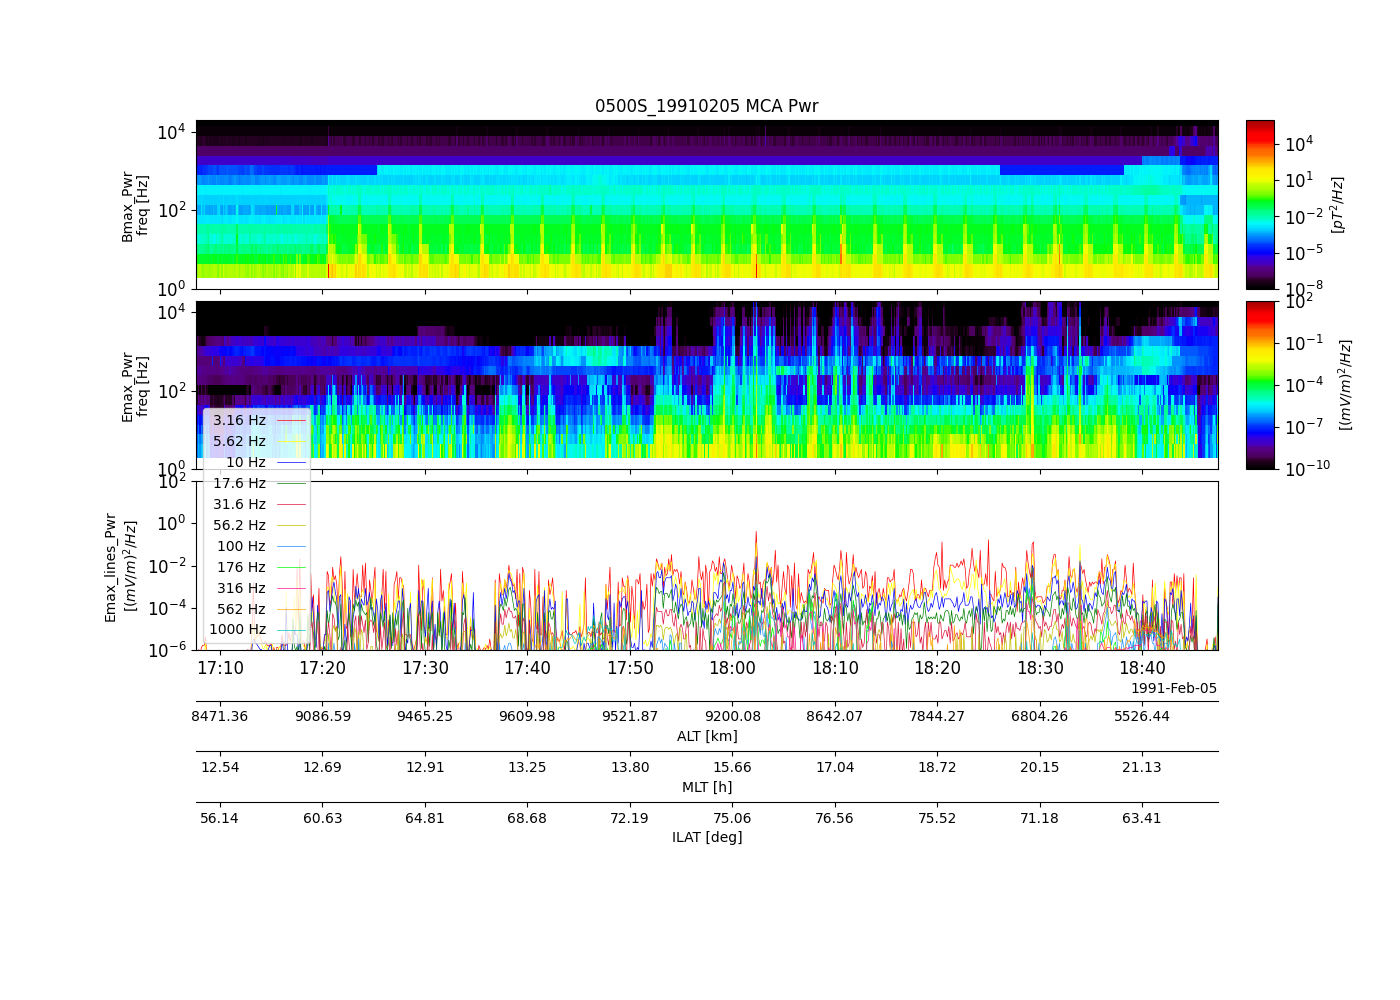 0500S_19910205 MCA Pwr
Bmax_Pwr
freq [Hz]
10^4
10^2
10^0
10^4
10^1
10^−2
10^−5
10^−8
[pT^2/Hz]
Emax_Pwr
freq [Hz]
10^4
10^2
10^0
10^2
10^−1
10^−4
10^−7
10^−10
[(mV/m)^2/Hz]
3.16 Hz
5.62 Hz
10 Hz
17.6 Hz
31.6 Hz
56.2 Hz
100 Hz
176 Hz
316 Hz
562 Hz
1000 Hz
Emax_lines_Pwr
[(mV/m)^2/Hz]
10^2
10^0
10^−2
10^−4
10^−6
17:10 17:20 17:30 17:40 17:50 18:00 18:10 18:20 18:30 18:40
1991-Feb-05
8471.36 9086.59 9465.25 9609.98 9521.87 9200.08 8642.07 7844.27 6804.26 5526.44
ALT [km]
12.54 12.69 12.91 13.25 13.80 15.66 17.04 18.72 20.15 21.13
MLT [h]
56.14 60.63 64.81 68.68 72.19 75.06 76.56 75.52 71.18 63.41
ILAT [deg]